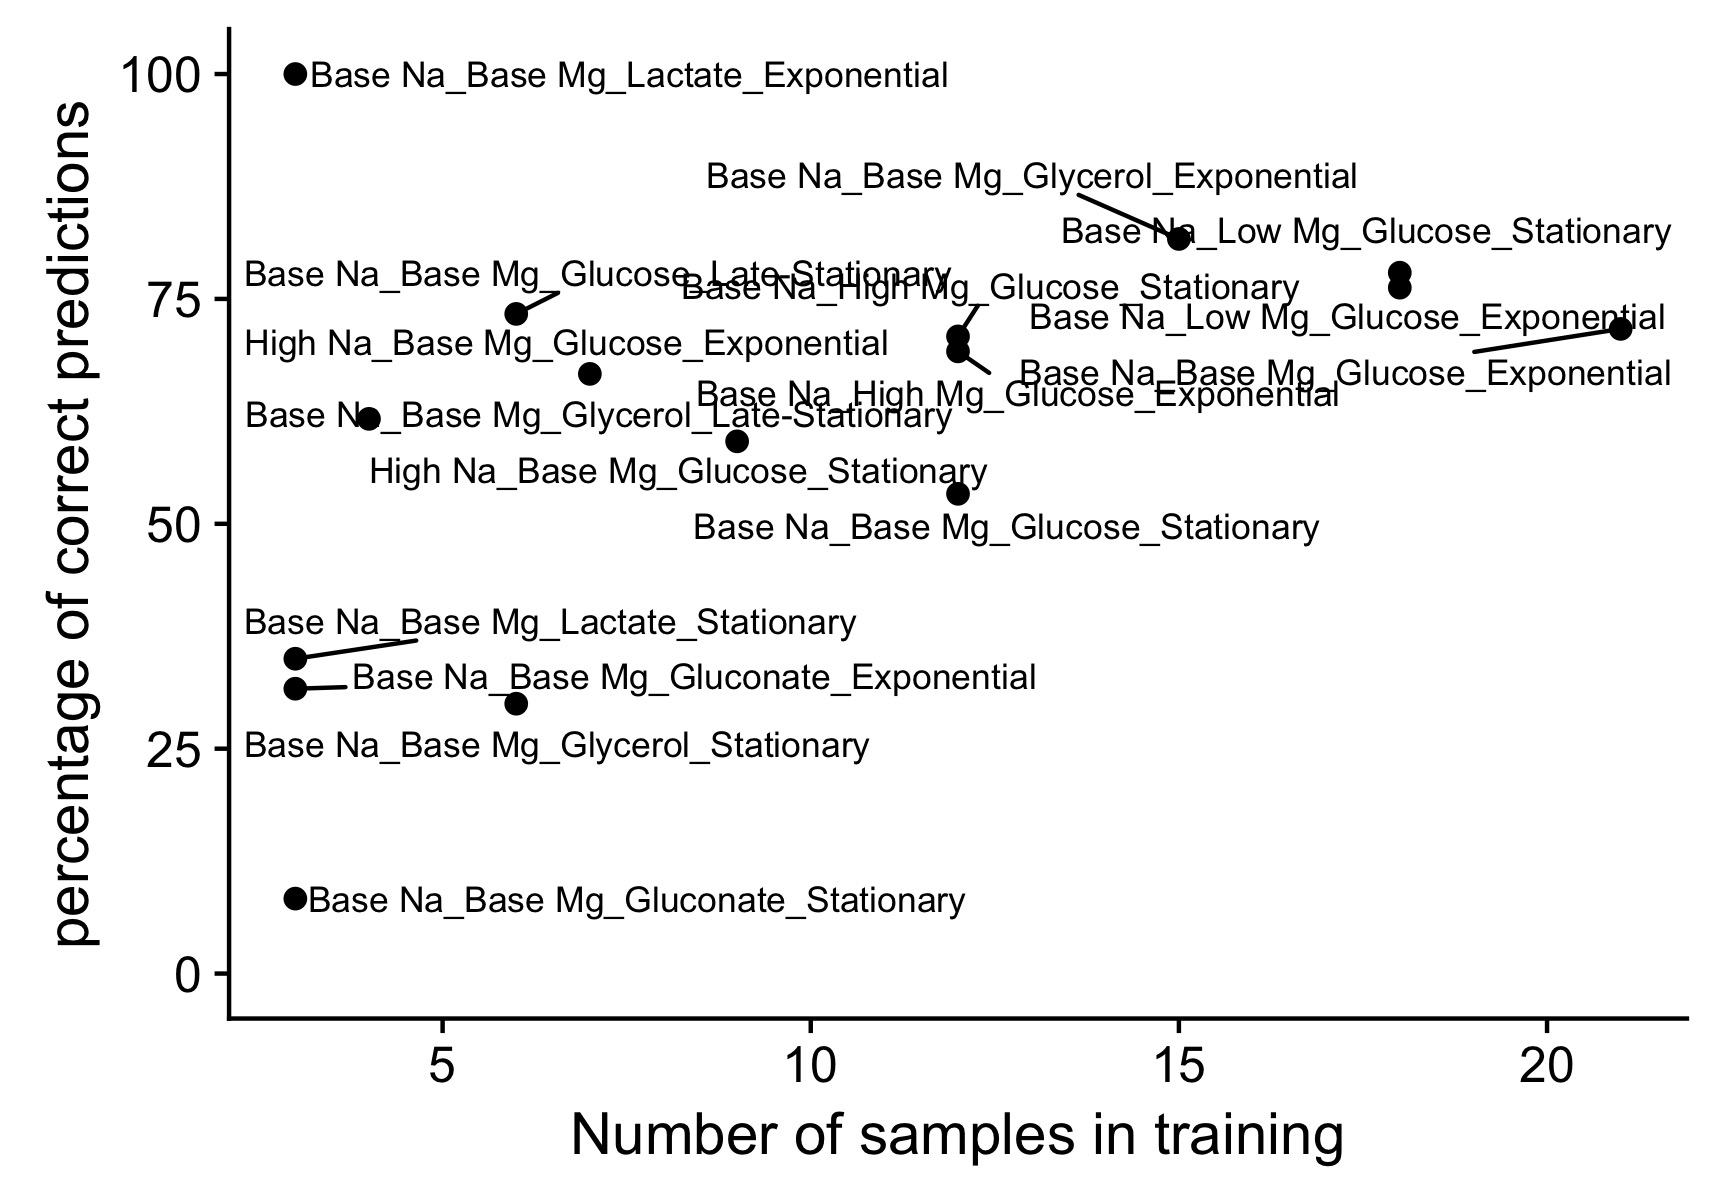 percentage of correct predictions
100
75
50
25
0
Base Na_Base Mg_Lactate_Exponential
Base Na_Base Mg_Glycerol_Exponential
Base Na_Low Mg_Glucose_Stationary
Base Na_Base Mg_Glucose_Late-Stationary
Base Na_High Mg_Glucose_Stationary
Base Na_Low Mg_Glucose_Exponential
High Na_Base Mg_Glucose_Exponential
Base Na_Base Mg_Glucose_Exponential
Base Na_High Mg_Glucose_Exponential
Base Na_Base Mg_Glycerol_Late-Stationary
High Na_Base Mg_Glucose_Stationary
Base Na_Base Mg_Glucose_Stationary
Base Na_Base Mg_Lactate_Stationary
Base Na_Base Mg_Gluconate_Exponential
Base Na_Base Mg_Glycerol_Stationary
Base Na_Base Mg_Gluconate_Stationary
5 10 15 20
Number of samples in training